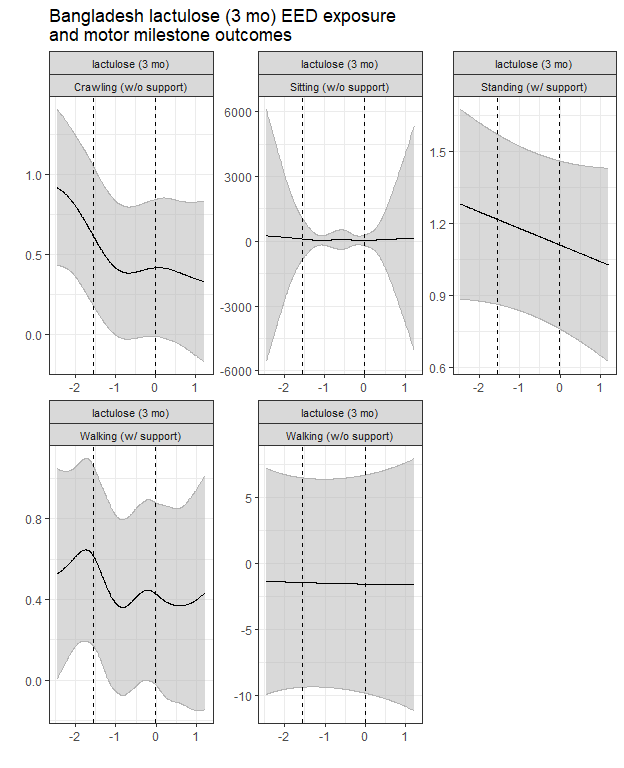 Bangladesh lactulose (3 mo) EED exposure
and motor milestone outcomes
lactulose (3 mo)
Crawling (w/o support)
1.0
0.5
0.0
-2 -1 0 1
lactulose (3 mo)
Sitting (w/o support)
6000
3000
0
-3000
-6000
-2 -1 0 1
lactulose (3 mo)
Standing (w/ support)
1.5
1.2
0.9
0.6
-2 -1 0 1
lactulose (3 mo)
Walking (w/ support)
0.8
0.4
0.0
-2 -1 0 1
lactulose (3 mo)
Walking (w/o support)
5
0
-5
-10
-2 -1 0 1